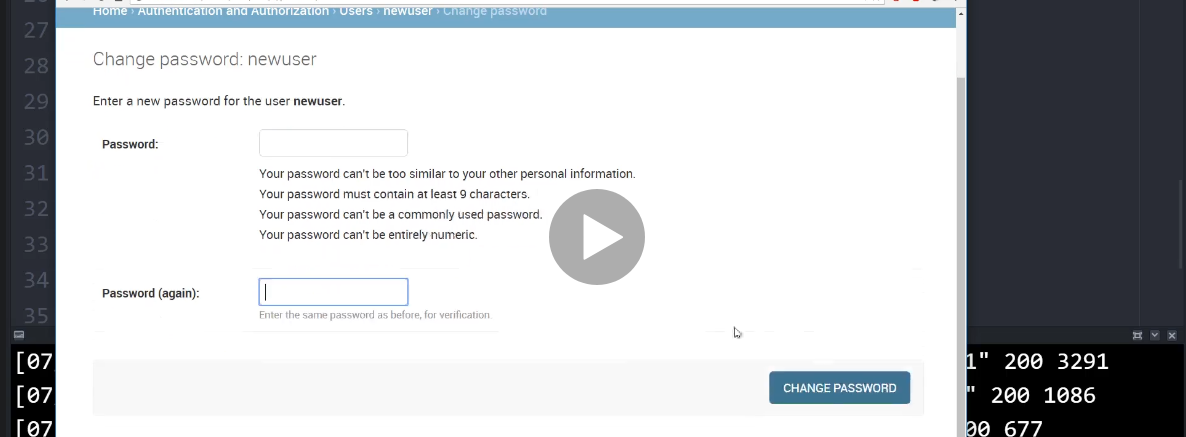 27
28
29
30
31
32
33
34
35
Home › Authentication and Authorization › Users › newuser › Change password
Change password: newuser
Enter a new password for the user newuser.
Password:
Your password can't be too similar to your other personal information.
Your password must contain at least 9 characters.
Your password can't be a commonly used password.
Your password can't be entirely numeric.
Password (again):
Enter the same password as before, for verification.
CHANGE PASSWORD
[07 1" 200 3291
[07 " 200 1086
[07 00 677